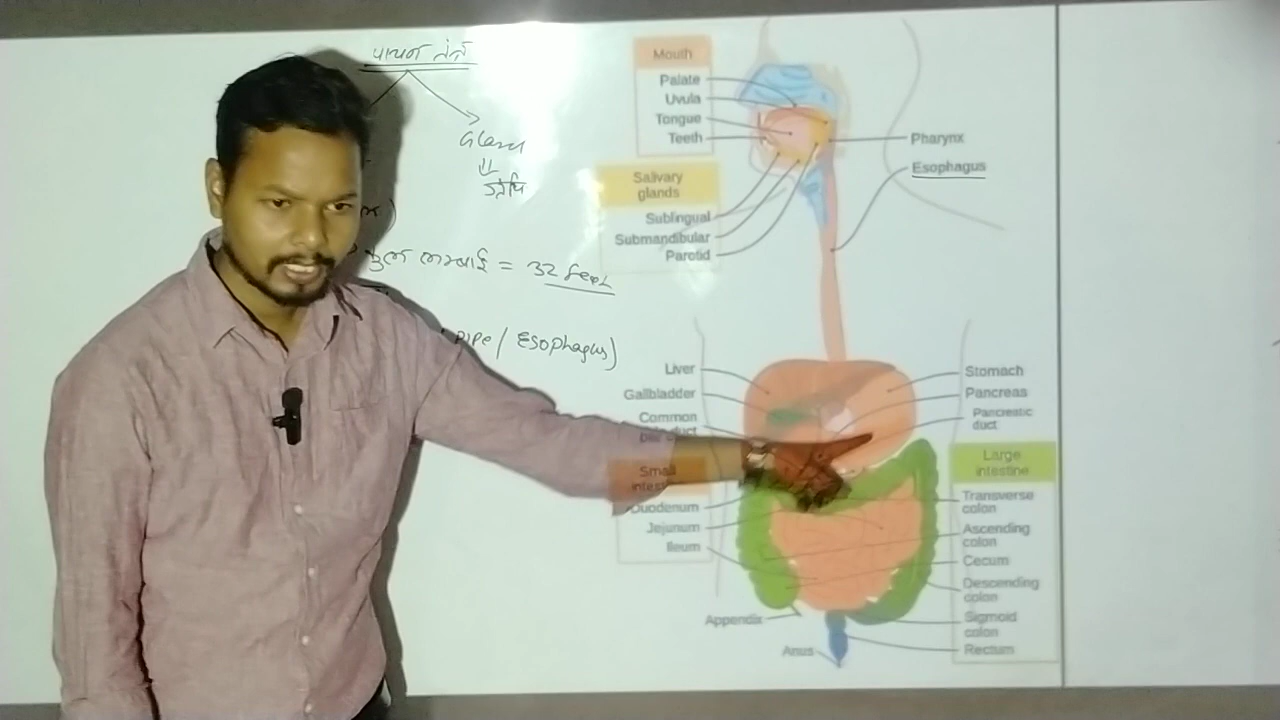 पाचन तंत्र
Gland
⇓
ग्रंथि
कुल लम्बाई = 32 feet
pipe / Esophagus)
Mouth
Palate
Uvula
Tongue
Teeth
Salivary
glands
Sublingual
Submandibular
Parotid
Pharynx
Esophagus
Liver
Gallbladder
Common
bile duct
Small
Duodenum
Jejunum
Ileum
Appendix
Anus
Stomach
Pancreas
Pancreatic
duct
Large
intestine
Transverse
colon
Ascending
colon
Cecum
Descending
colon
Sigmoid
colon
Rectum